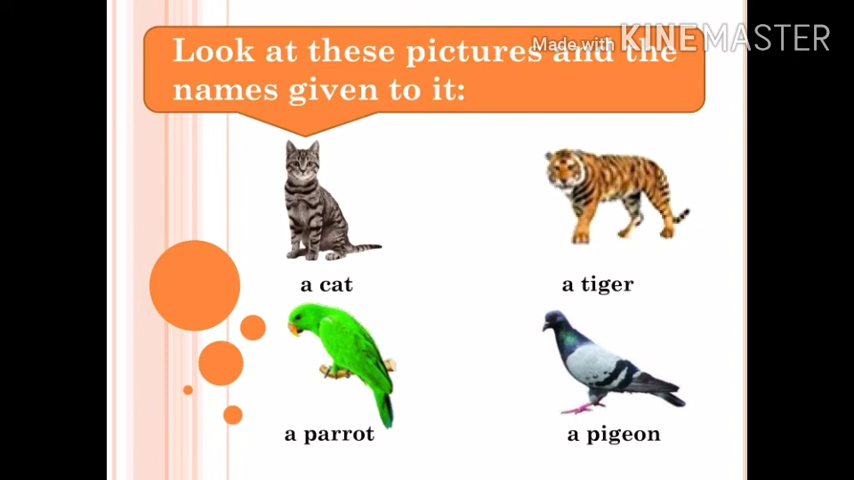 Made with KINEMASTER
Look at these pictures and the
names given to it:
a cat
a tiger
a parrot
a pigeon